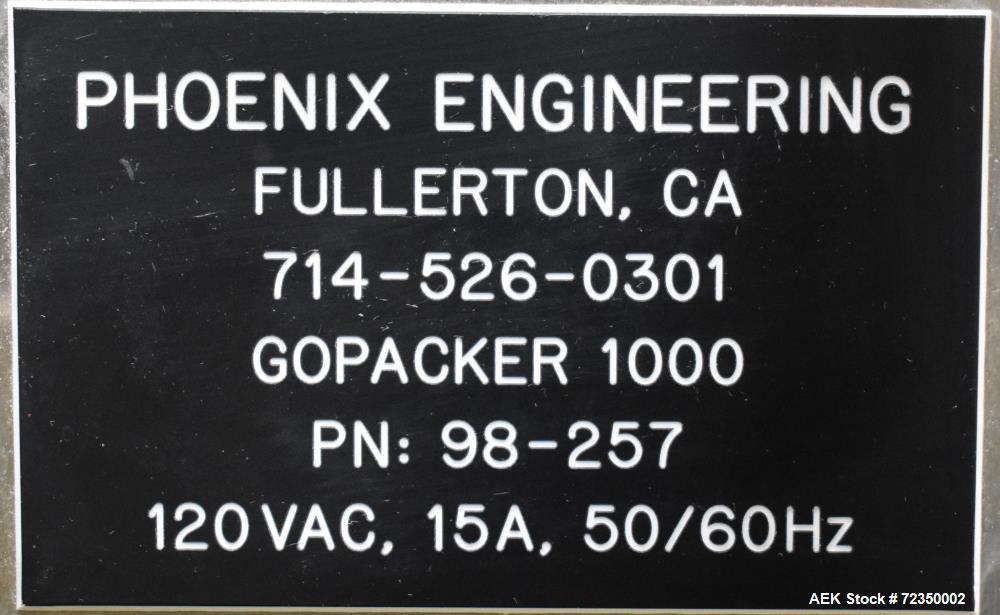 PHOENIX ENGINEERING
FULLERTON, CA
714-526-0301
GOPACKER 1000
PN: 98-257
120VAC, 15A, 50/60Hz
AEK Stock # 72350002